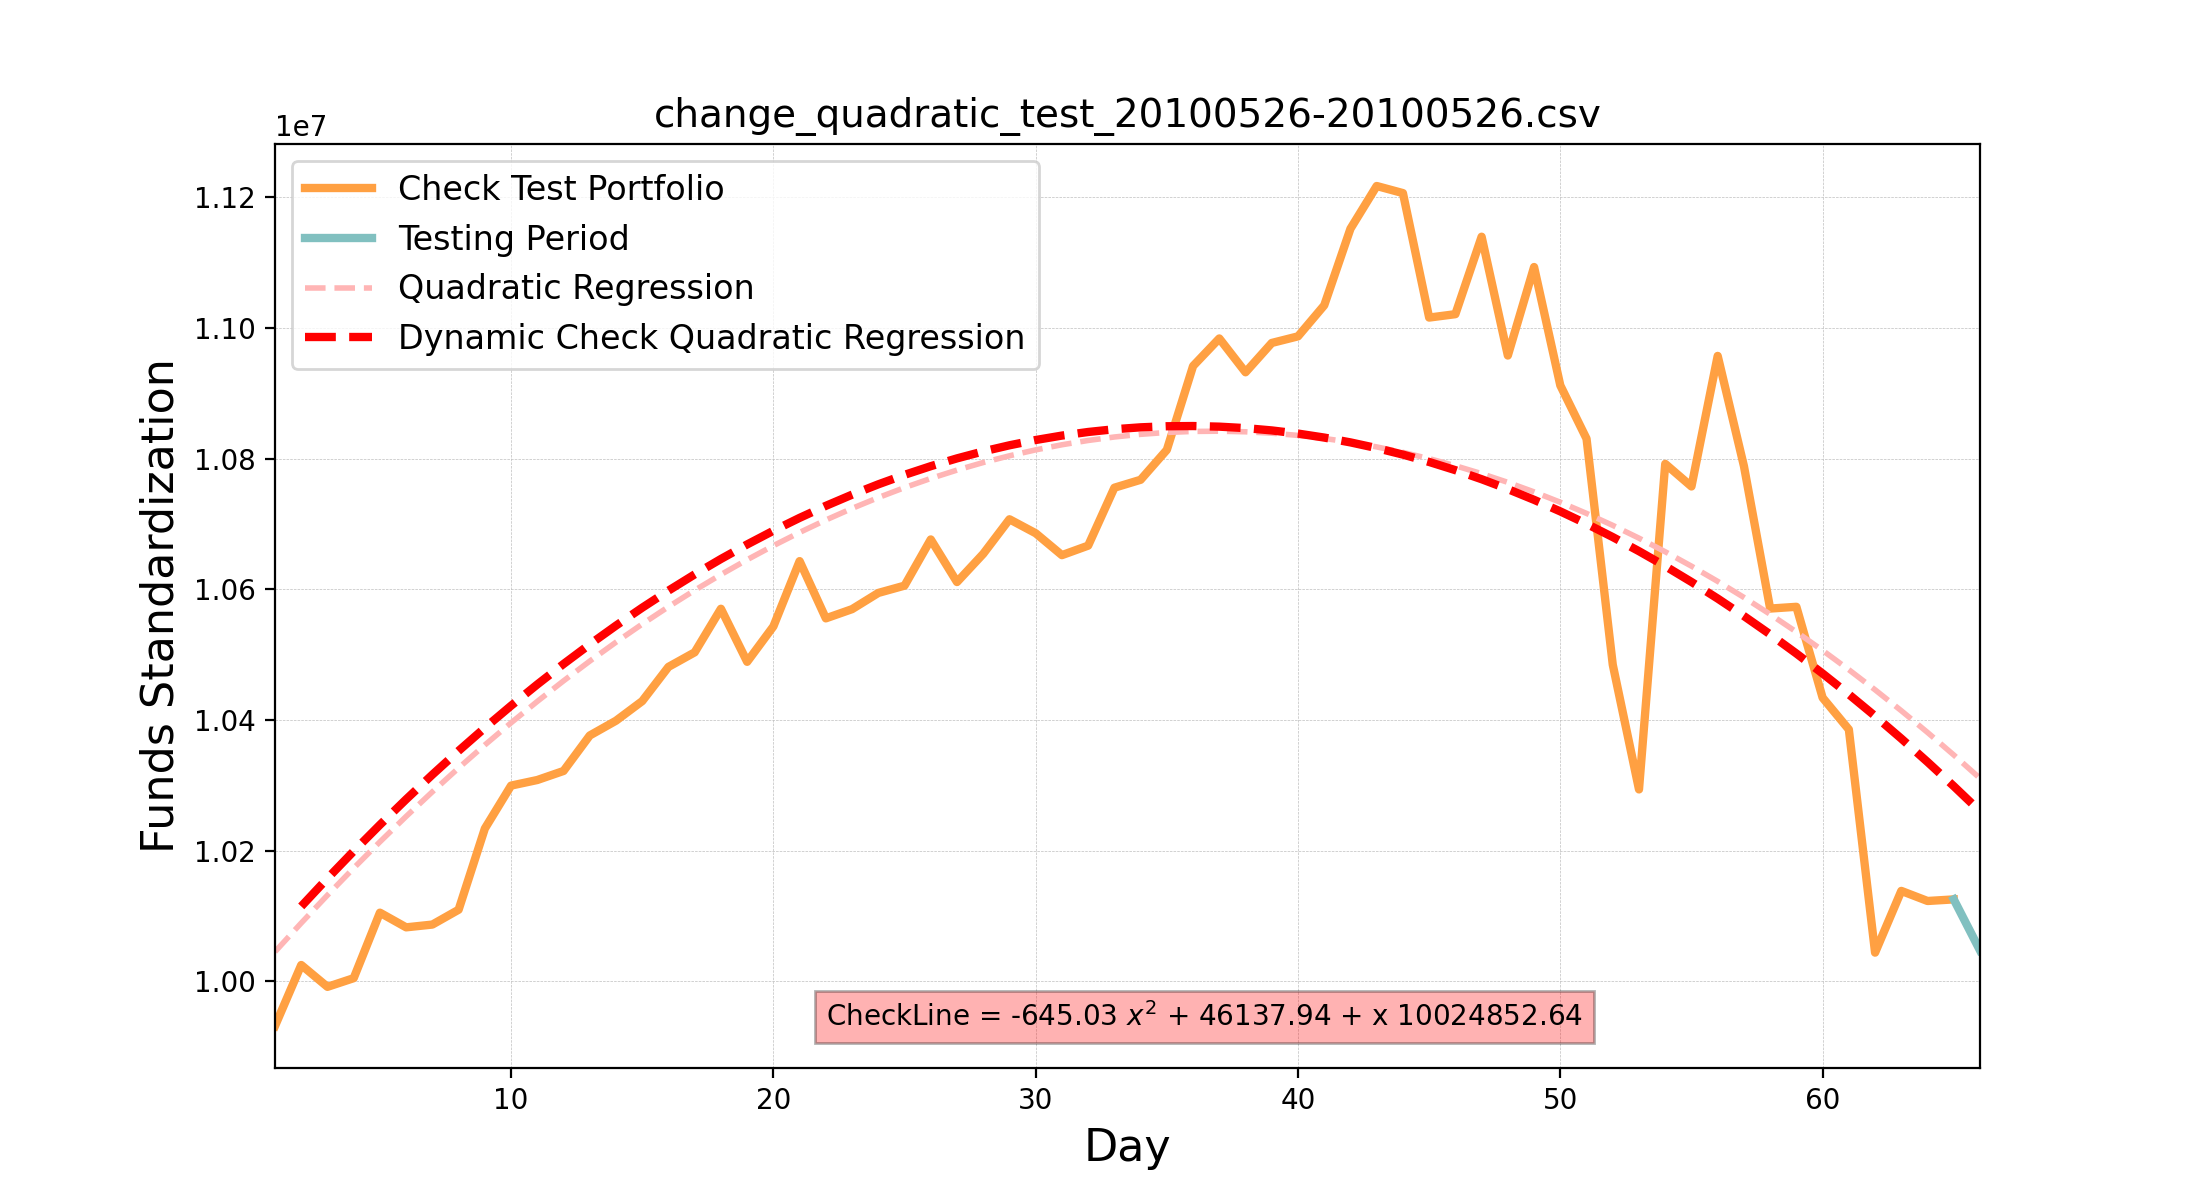 change_quadratic_test_20100526-20100526.csv
1e7
Check Test Portfolio
Testing Period
Quadratic Regression
Dynamic Check Quadratic Regression
1.12
1.10
1.08
1.06
1.04
1.02
1.00
Funds Standardization
CheckLine = -645.03 x² + 46137.94 + x 10024852.64
10 20 30 40 50 60
Day